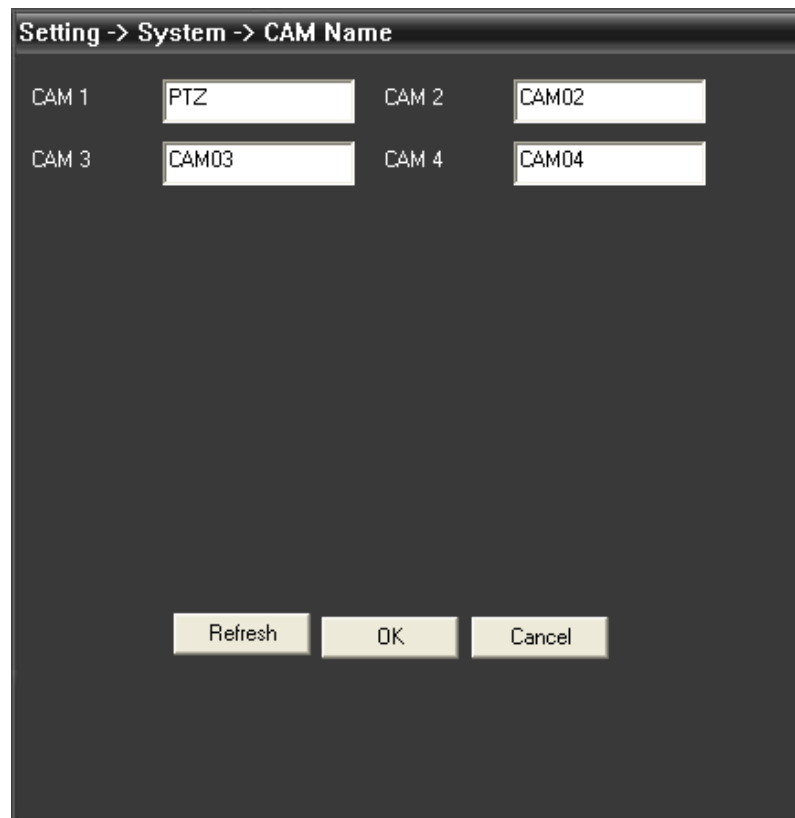 Setting -> System -> CAM Name
CAM 1 PTZ CAM 2 CAM02
CAM 3 CAM03 CAM 4 CAM04
Refresh OK Cancel